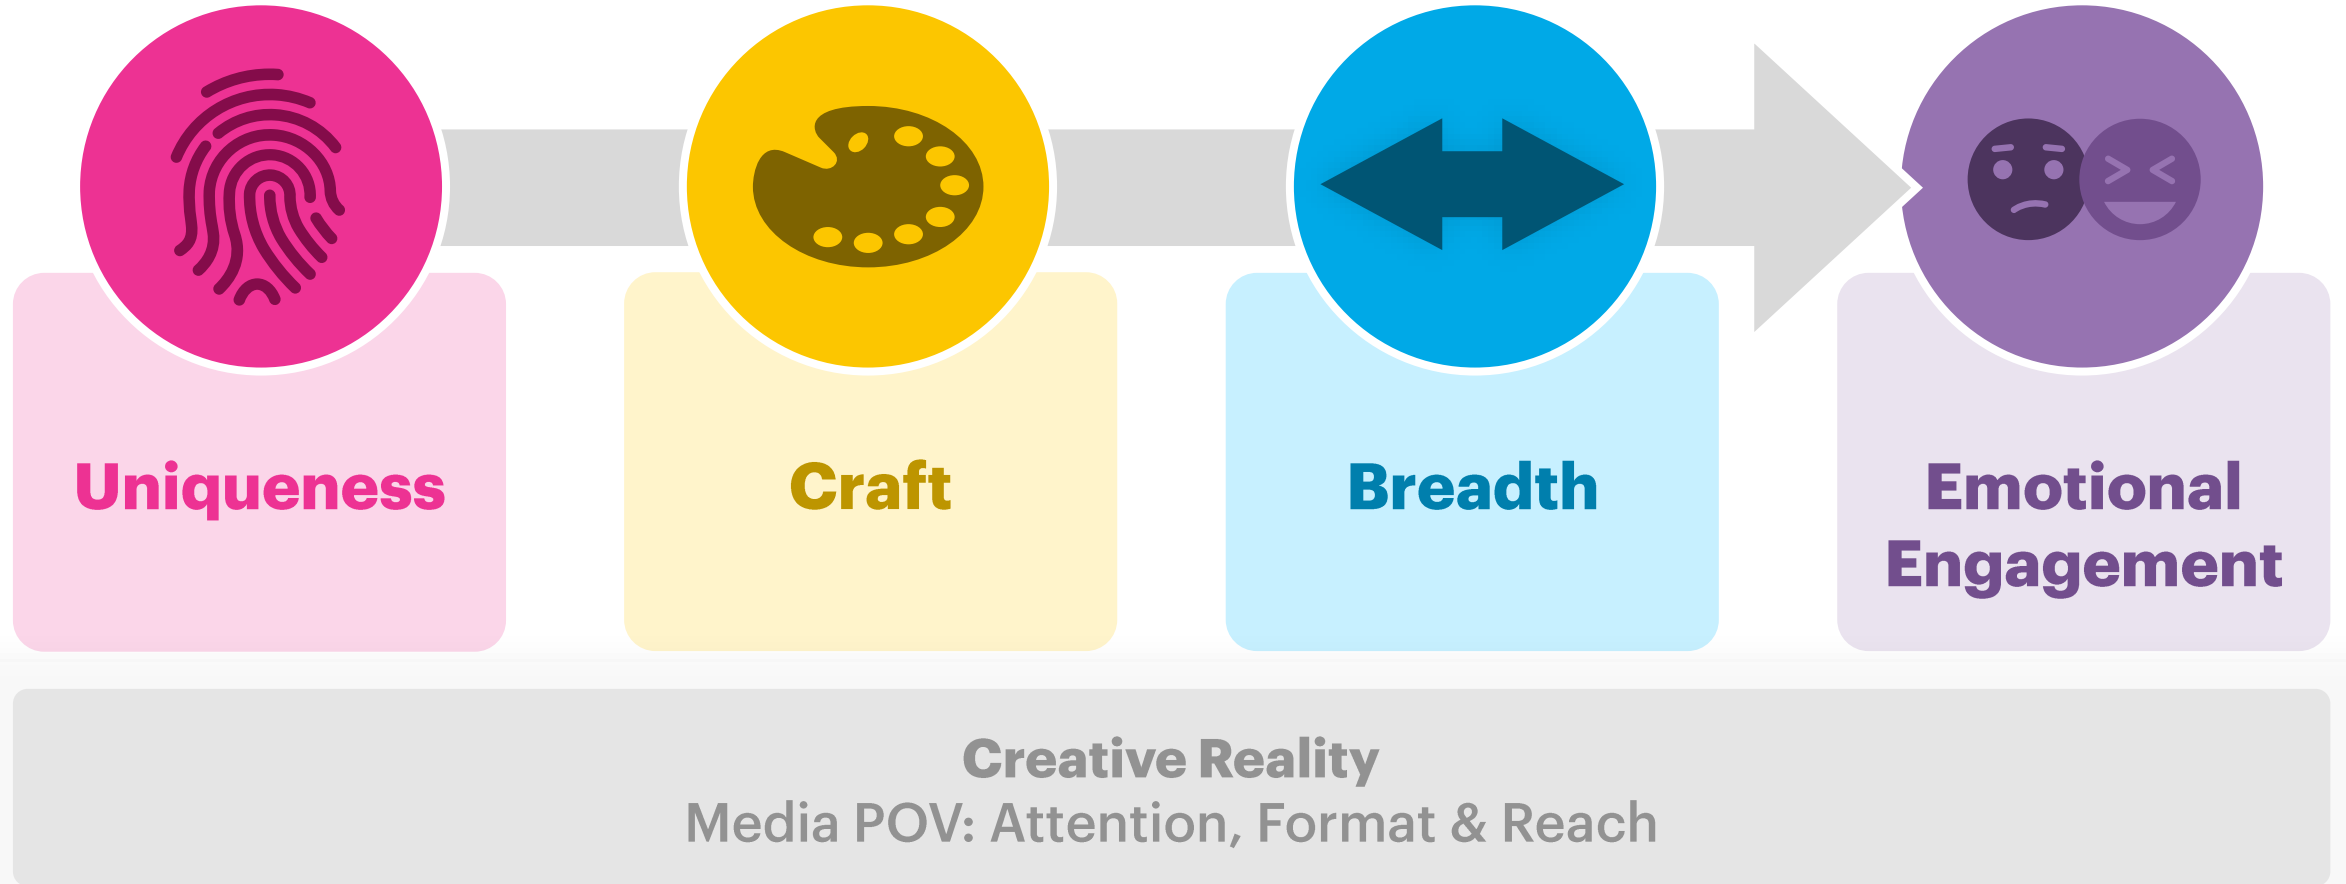 Uniqueness
Craft
Breadth
Emotional
Engagement
Creative Reality
Media POV: Attention, Format & Reach